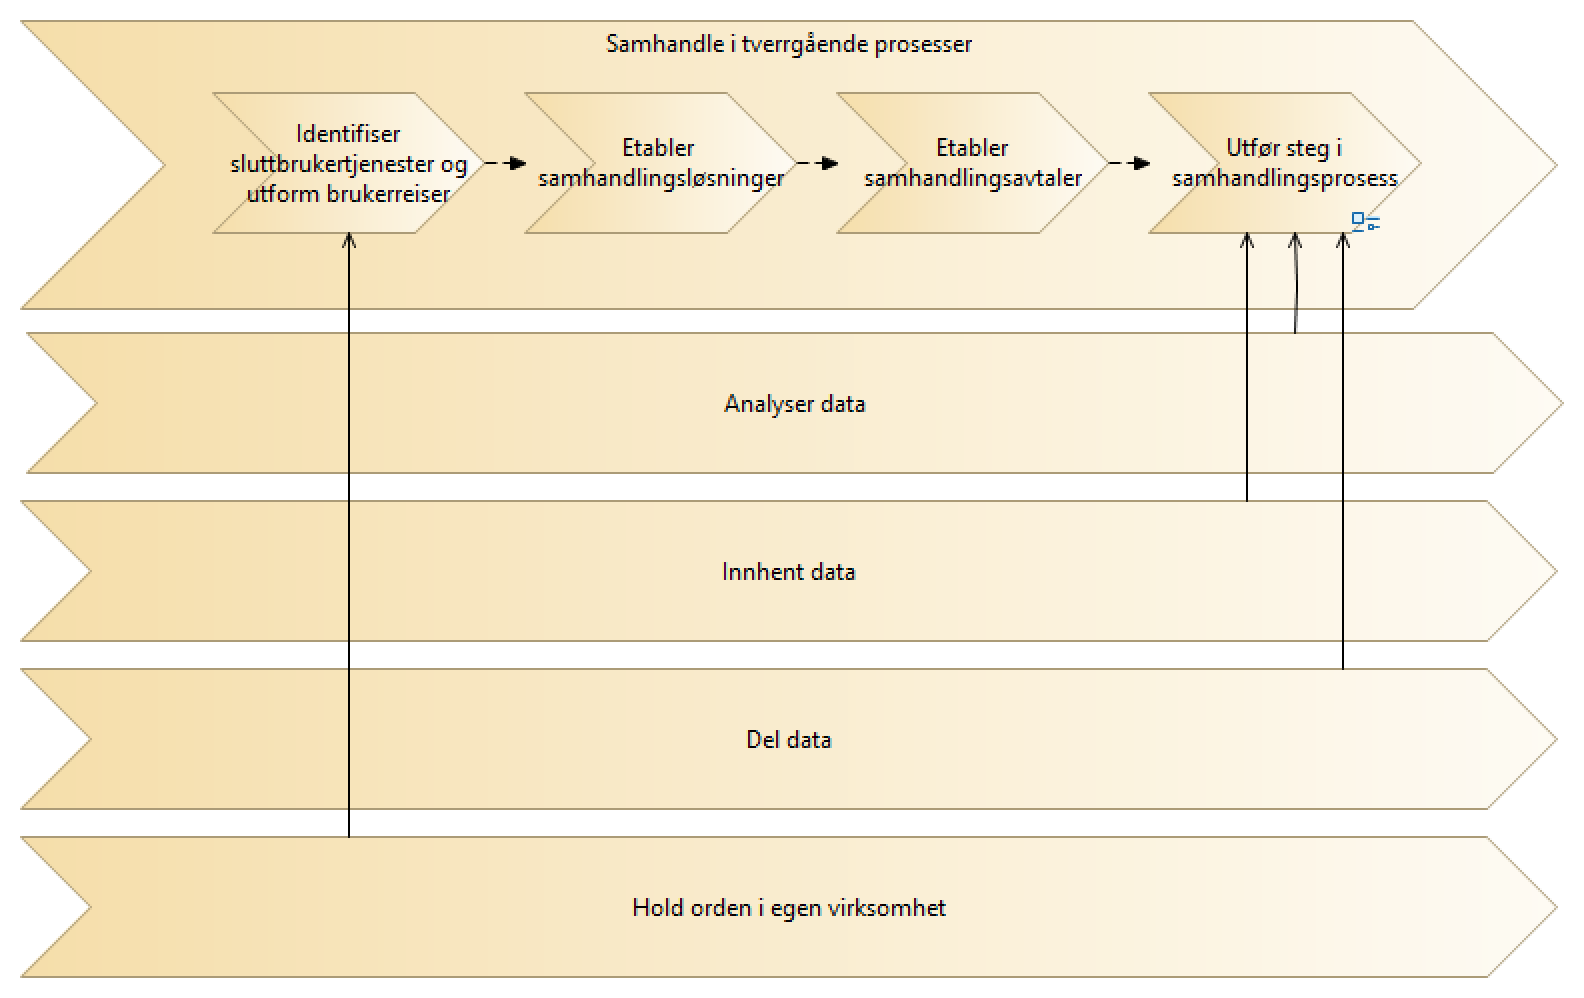 Samhandle i tverrgående prosesser
Identifiser
sluttbrukertjenester og
utform brukerreiser
Etabler
samhandlingsløsninger
Etabler
samhandlingsavtaler
Utfør steg i
samhandlingsprosess
Analyser data
Innhent data
Del data
Hold orden i egen virksomhet